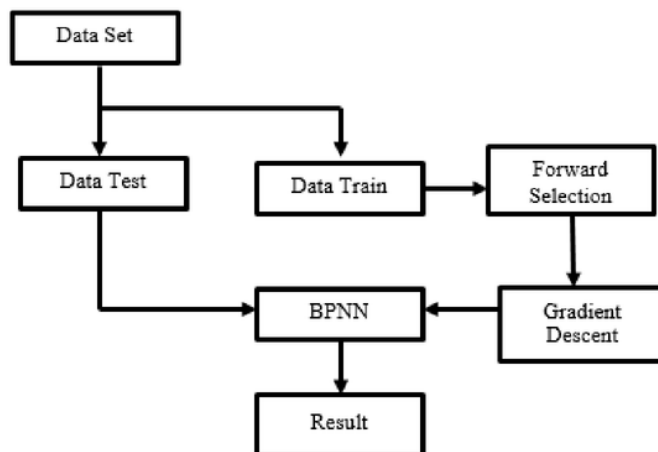 Data Set
Data Test
Data Train
Forward
Selection
BPNN
Gradient
Descent
Result